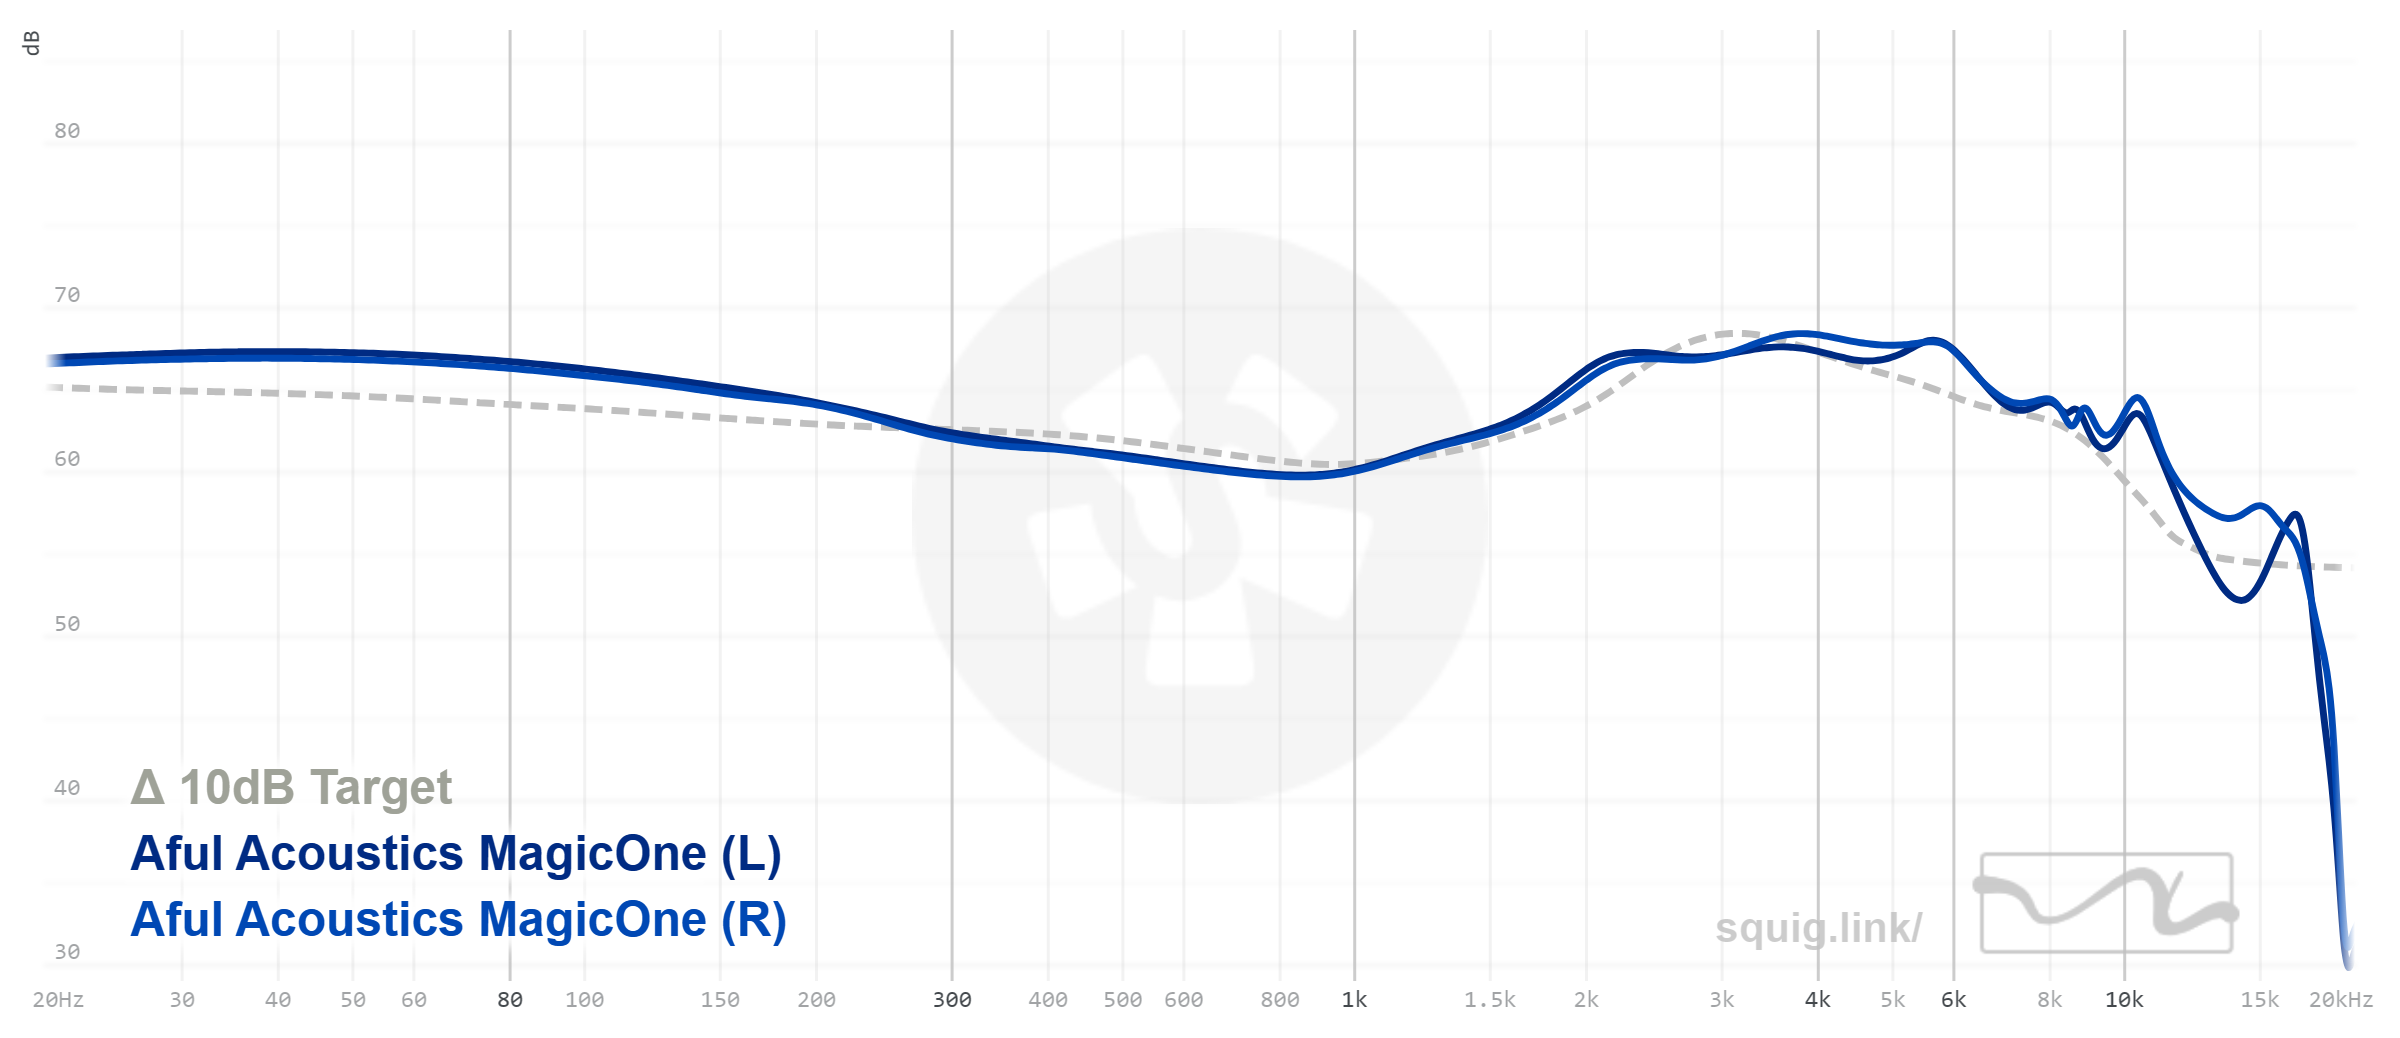 dB
80
70
60
50
40
30
Δ 10dB Target
Aful Acoustics MagicOne (L)
Aful Acoustics MagicOne (R)
squig.link/
20Hz 30 40 50 60 80 100 150 200 300 400 500 600 800 1k 1.5k 2k 3k 4k 5k 6k 8k 10k 15k 20kHz